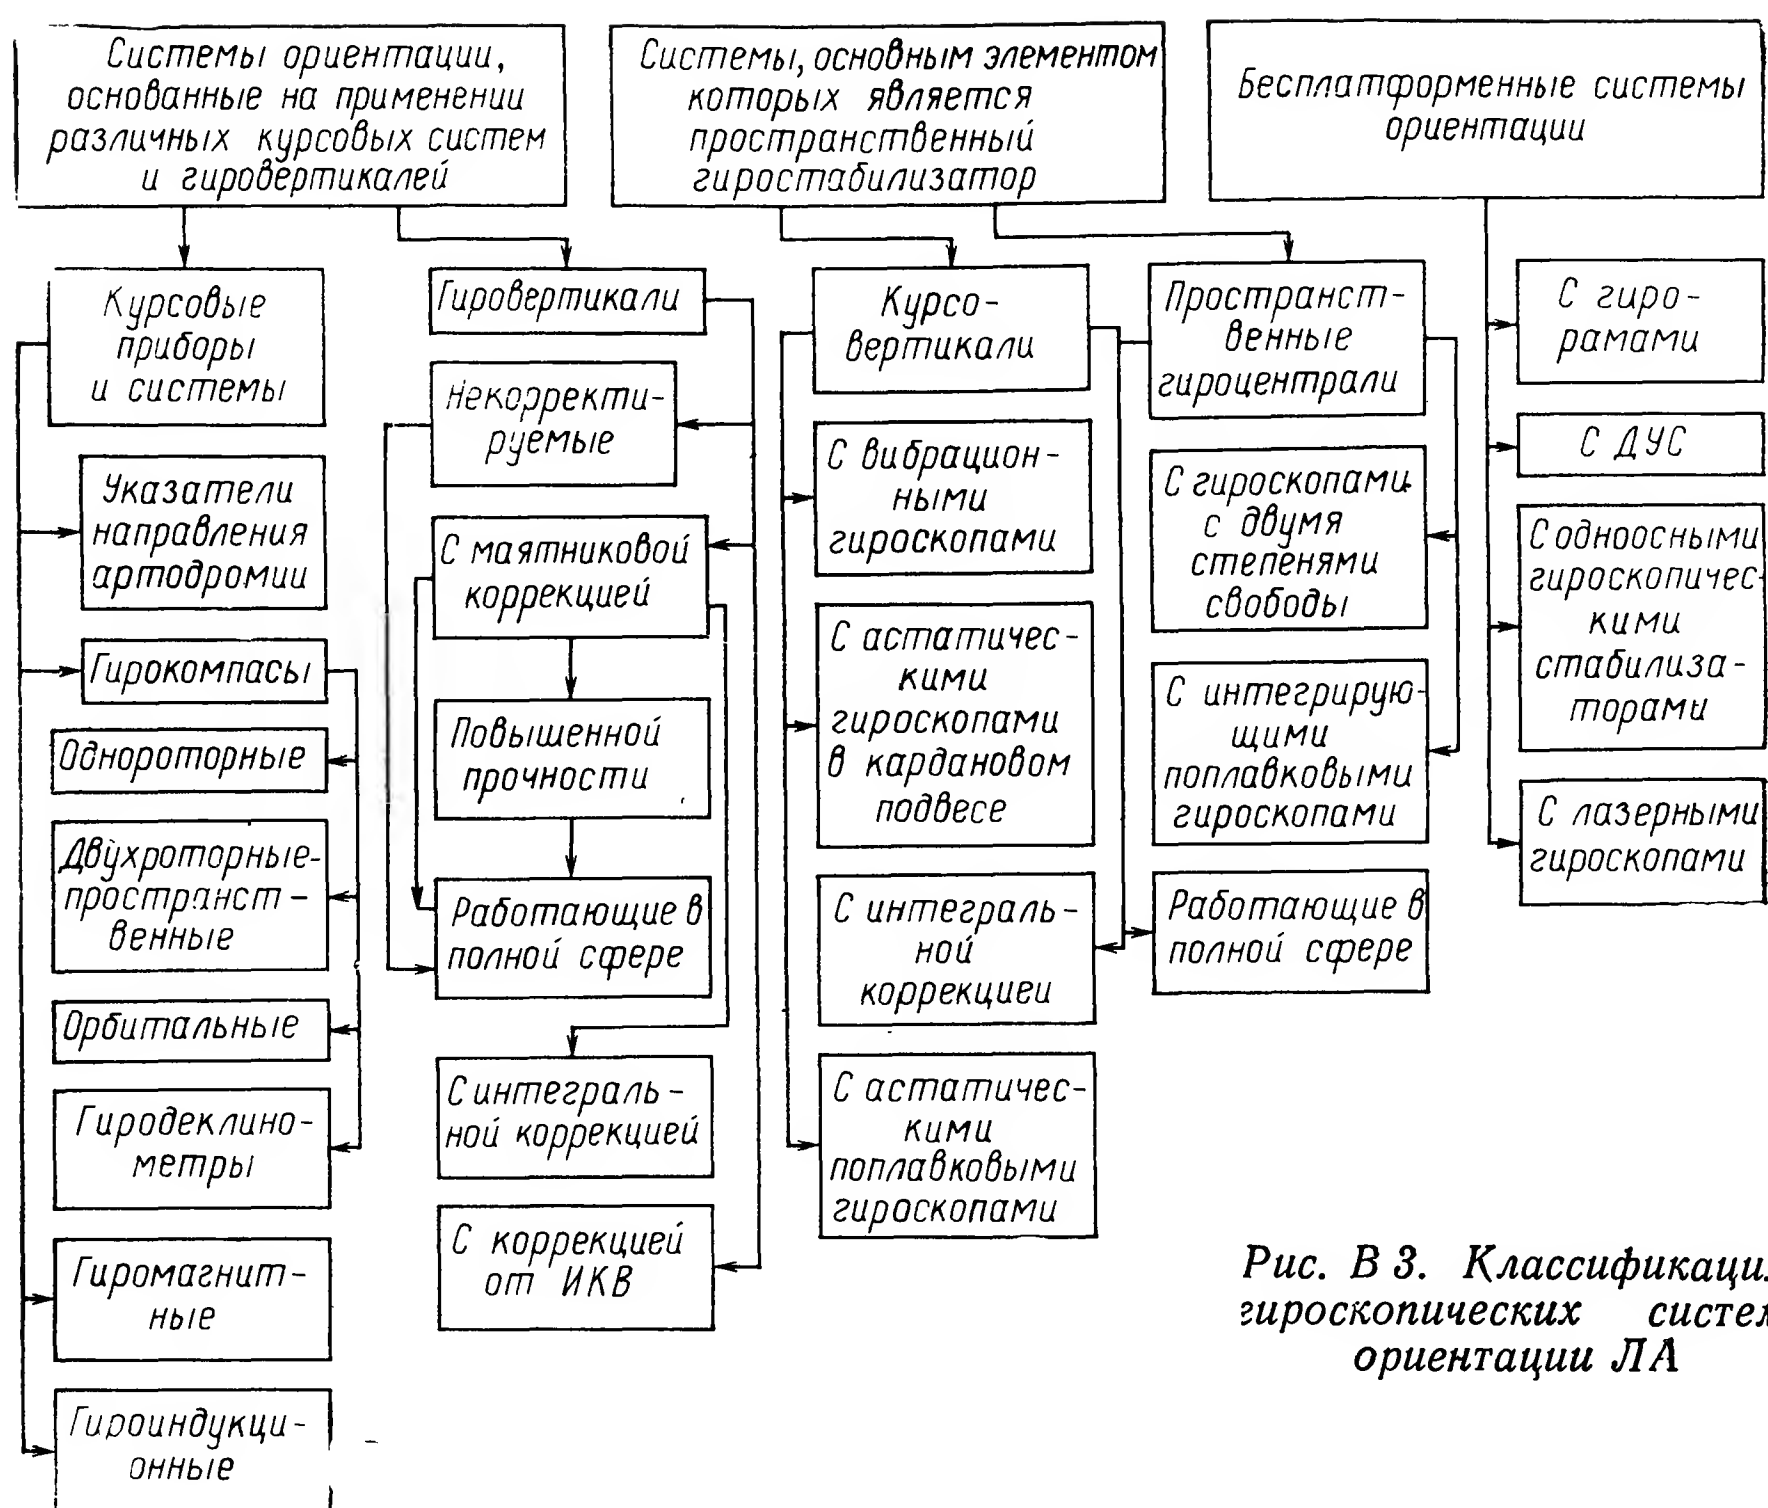 Системы ориентации,
основанные на применении
различных курсовых систем
и гировертикалей
Системы, основным элементом
которых является
пространственный
гиростабилизатор
Бесплатформенные системы
ориентации
Курсовые
приборы
и системы
Указатели
направления
артодромии
Гирокомпасы
Однороторные
Двухроторные-
пространст-
венные
Орбитальные
Гиродеклино-
метры
Гиромагнит-
ные
Гироиндукци-
онные
Гировертикали
Некорректи-
руемые
С маятниковой
коррекцией
Повышенной
прочности
Работающие в
полной сфере
С интеграль-
ной коррекцией
С коррекцией
от ИКВ
Курсо-
вертикали
С вибрацион-
ными
гироскопами
С астатичес-
кими
гироскопами
в кардановом
подвесе
С интеграль-
ной
коррекциеи
С астатичес-
кими
поплавковыми
гироскопами
Пространст-
венные
гироцентрали
С гироскопами
с двумя
степенями
свободы
С интегрирую-
щими
поплавковыми
гироскопами
Работающие в
полной сфере
С гиро-
рамами
С ДУС
С одноосными
гироскопичес-
кими
стабилиза-
торами
С лазерными
гироскопами
Рис. В 3. Классификация
гироскопических систем
ориентации ЛА